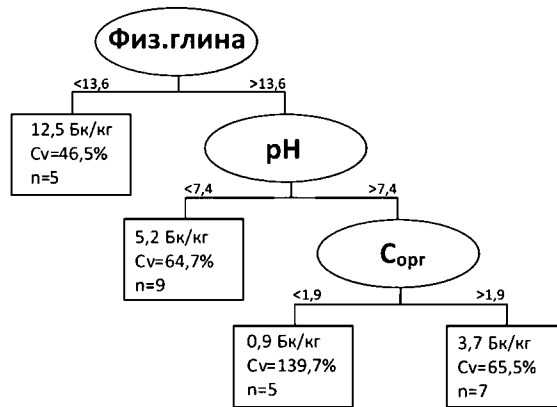 Физ.глина
<13,6
>13,6
12,5 Бк/кг
Cv=46,5%
n=5
pH
<7,4
>7,4
5,2 Бк/кг
Cv=64,7%
n=9
Cорг
<1,9
>1,9
0,9 Бк/кг
Cv=139,7%
n=5
3,7 Бк/кг
Cv=65,5%
n=7